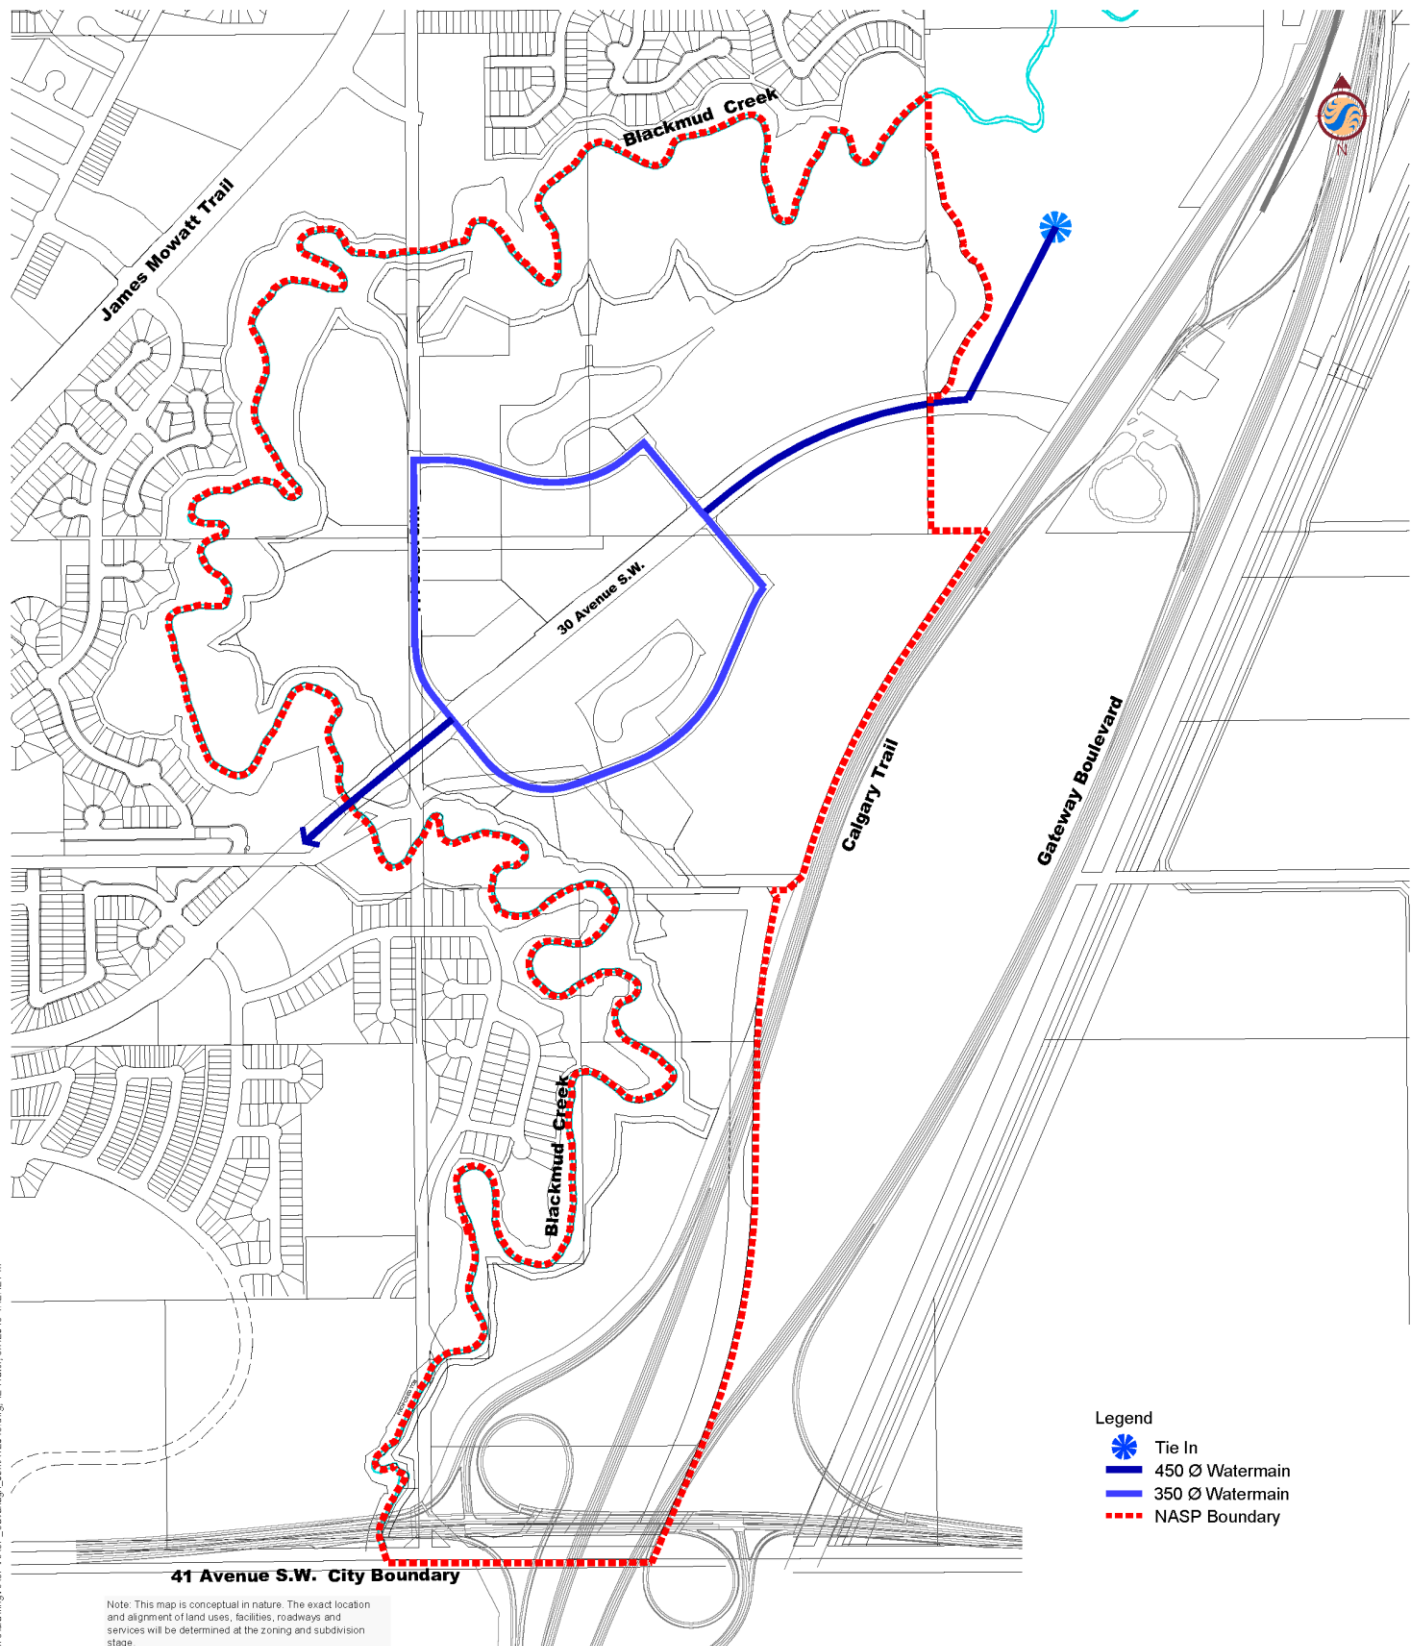 Blackmud Creek
James Mowatt Trail
N
30 Avenue S.W.
Calgary Trail
Gateway Boulevard
Blackmud Creek
Legend
Tie In
450 Ø Watermain
350 Ø Watermain
NASP Boundary
41 Avenue S.W. City Boundary
Note: This map is conceptual in nature. The exact location
and alignment of land uses, facilities, roadways and
services will be determined at the zoning and subdivision
stage.